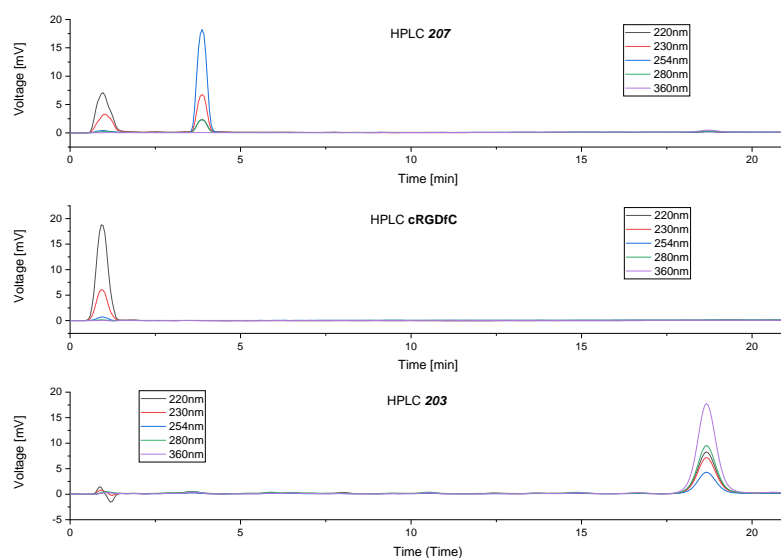 HPLC 207
Voltage [mV]
20
15
10
5
0
0
5
10
15
20
Time [min]
220nm
230nm
254nm
280nm
360nm
HPLC cRGDfC
Voltage [mV]
20
15
10
5
0
0
5
10
15
20
Time [min]
220nm
230nm
254nm
280nm
360nm
HPLC 203
Voltage [mV]
20
15
10
5
0
-5
0
5
10
15
20
Time (Time)
220nm
230nm
254nm
280nm
360nm